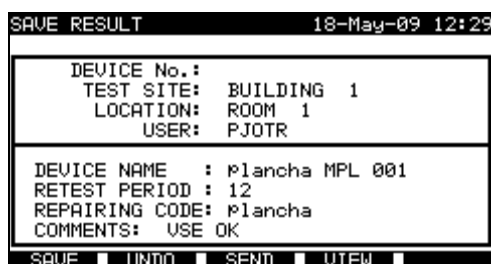 SAVE RESULT 18-May-09 12:29
DEVICE No.:
TEST SITE: BUILDING 1
LOCATION: ROOM 1
USER: PJOTR
DEVICE NAME : Plancha MPL 001
RETEST PERIOD : 12
REPAIRING CODE: Plancha
COMMENTS: VSE OK
SAVE UNDO SEND VIEW